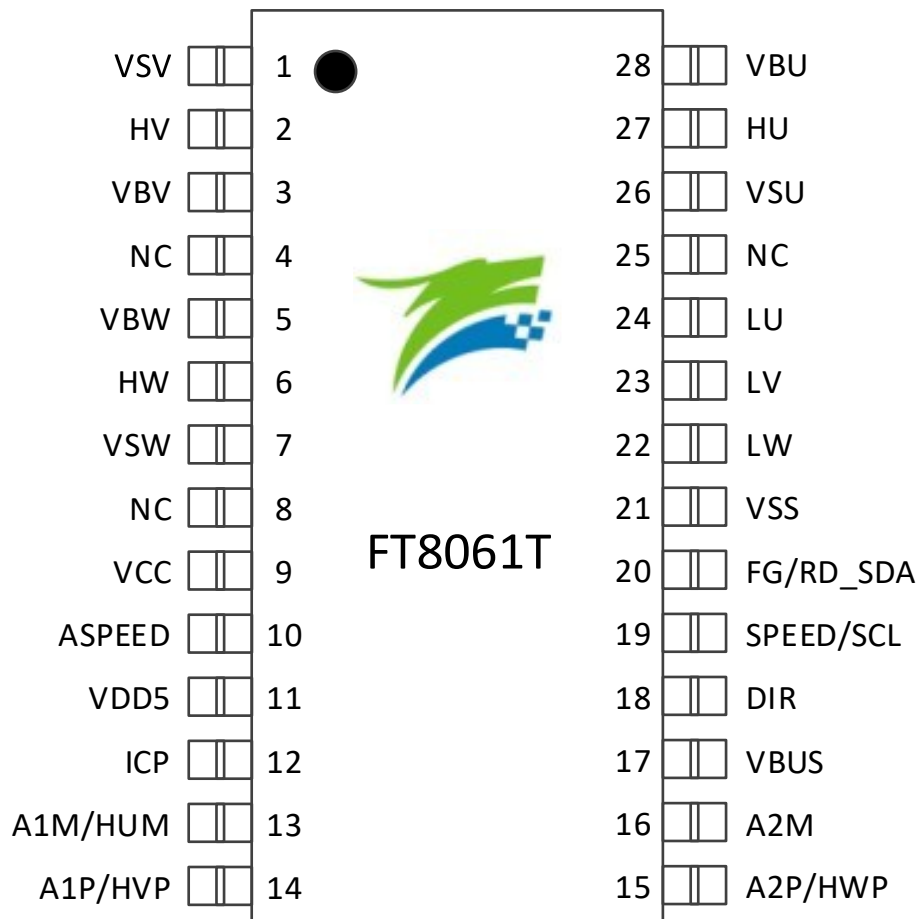 VSV 1 28 VBU
HV 2 27 HU
VBV 3 26 VSU
NC 4 25 NC
VBW 5 24 LU
HW 6 23 LV
VSW 7 22 LW
NC 8 21 VSS
FT8061T
VCC 9 20 FG/RD_SDA
ASPEED 10 19 SPEED/SCL
VDD5 11 18 DIR
ICP 12 17 VBUS
A1M/HUM 13 16 A2M
A1P/HVP 14 15 A2P/HWP